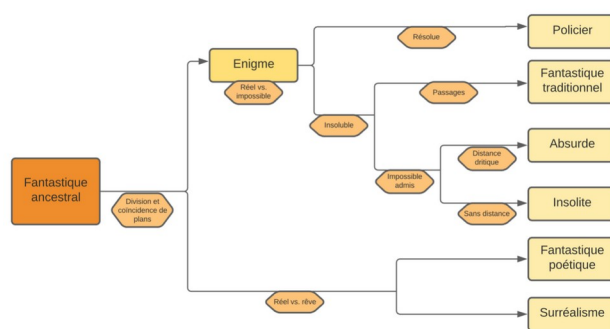 Policier
Résolue
Enigme
Réel vs.
impossible
Fantastique
traditionnel
Passages
Insoluble
Absurde
Distance
dritique
Fantastique
ancestral
Impossible
admis
Division et
coïncidence de
plans
Insolite
Sans distance
Fantastique
poétique
Réel vs. rêve
Surréalisme